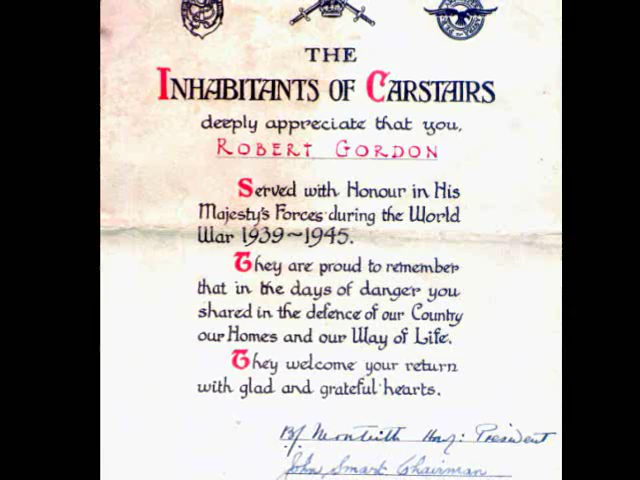 THE
INHABITANTS OF CARSTAIRS
deeply appreciate that you,
ROBERT GORDON
Served with Honour in His
Majesty's Forces during the World
War 1939~1945.
They are proud to remember
that in the days of danger you
shared in the defence of our Country
our Homes and our Way of Life.
They welcome your return
with glad and grateful hearts.
Monteith Hon: President
John Smart Chairman